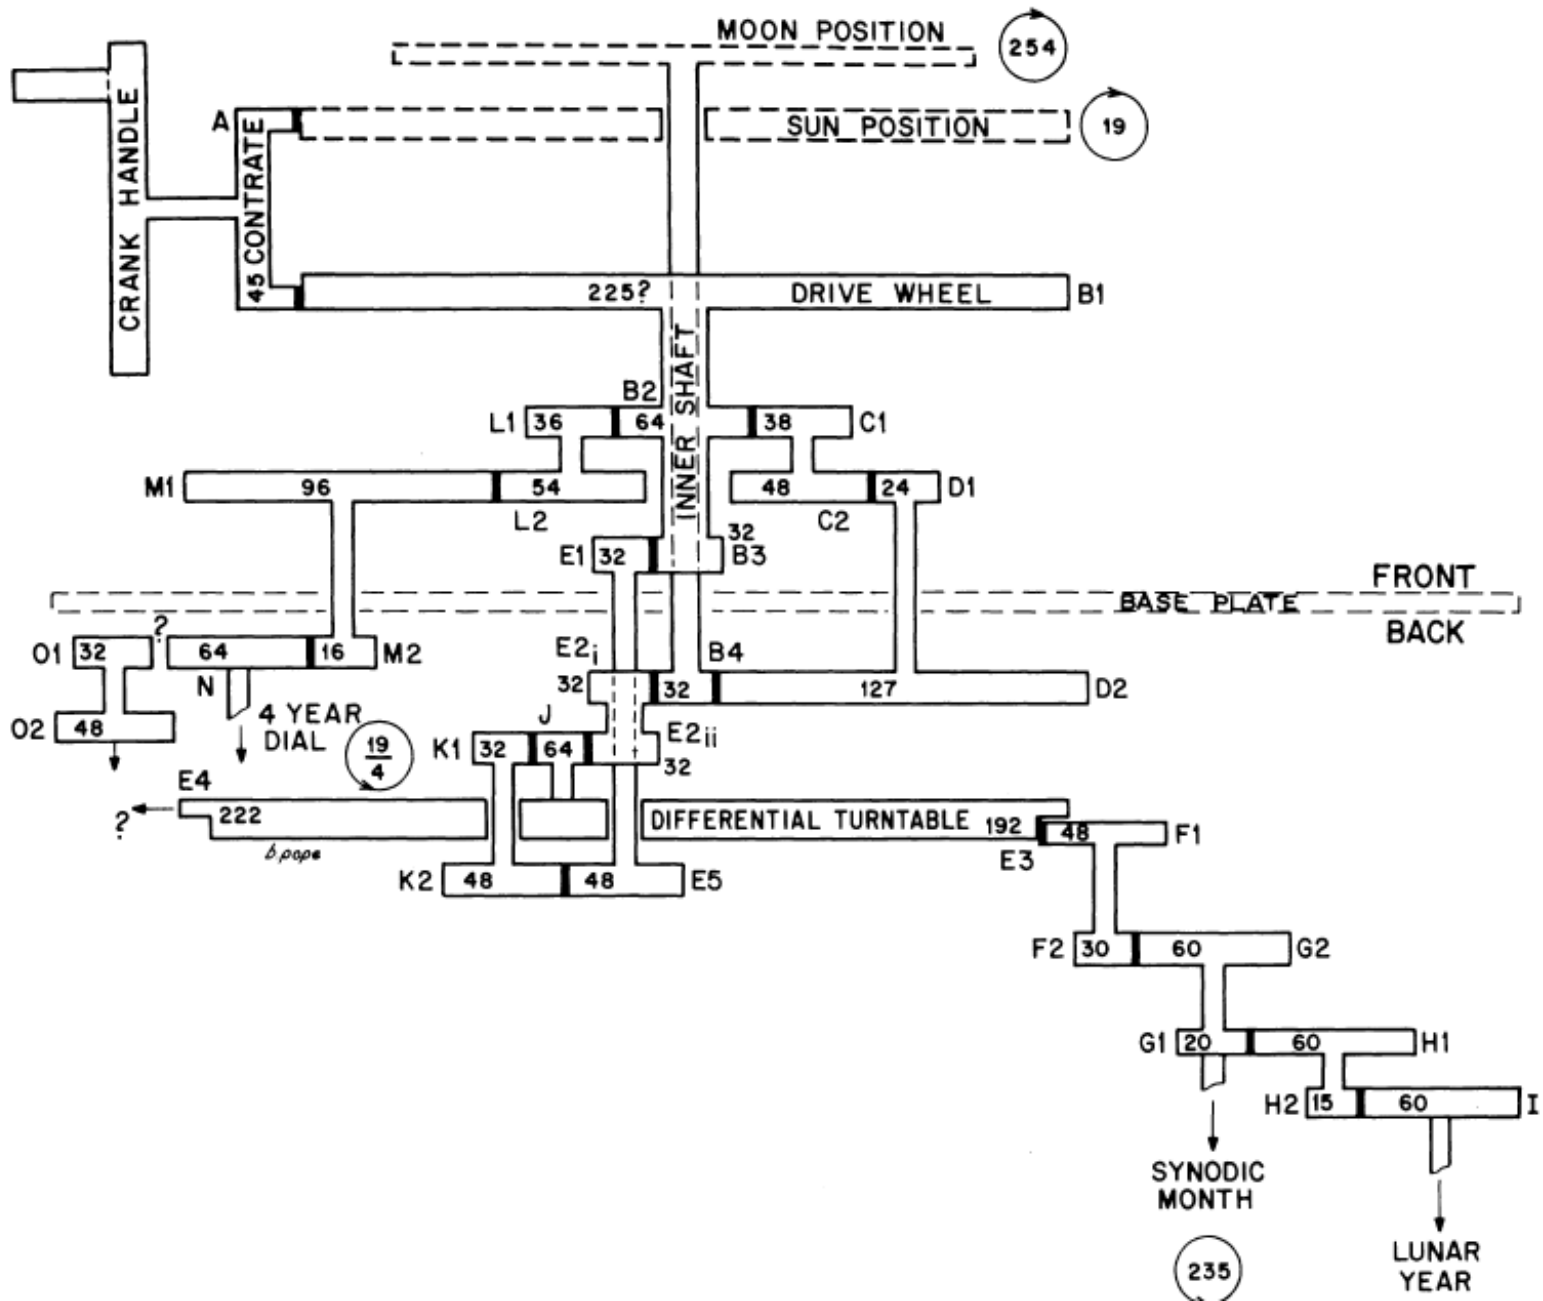 MOON POSITION
254
A
SUN POSITION
19
CRANK HANDLE
45 CONTRATE
225?
DRIVE WHEEL
B1
INNER SHAFT
B2
L1
36
64
38
C1
M1
96
54
48
24
D1
L2
C2
32
E1
32
B3
FRONT
BASE PLATE
BACK
?
O1
32
64
16
M2
E2i
B4
N
32
32
127
D2
O2
48
4 YEAR
DIAL
19
4
J
K1
32
64
E2ii
32
E4
?
222
DIFFERENTIAL TURNTABLE
192
48
F1
b.pope
E3
K2
48
48
E5
F2
30
60
G2
G1
20
60
H1
H2
15
60
I
SYNODIC
MONTH
235
LUNAR
YEAR